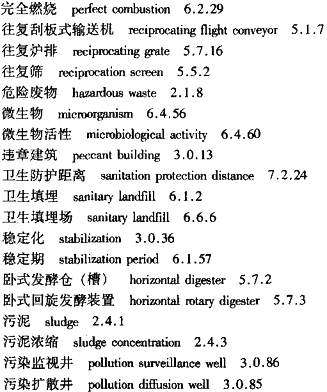 完全燃烧 perfect combustion 6.2.29
往复刮板式输送机 reciprocating flight conveyor 5.1.7
往复炉排 reciprocating grate 5.7.16
往复筛 reciprocation screen 5.5.2
危险废物 hazardous waste 2.1.8
微生物 microorganism 6.4.56
微生物活性 microbiological activity 6.4.60
违章建筑 peccant building 3.0.13
卫生防护距离 sanitation protection distance 7.2.24
卫生填埋 sanitary landfill 6.1.2
卫生填埋场 sanitary landfill 6.6.6
稳定化 stabilization 3.0.36
稳定期 stabilization period 6.1.57
卧式发酵仓（槽） horizontal digester 5.7.2
卧式回旋发酵装置 horizontal rotary digester 5.7.3
污泥 sludge 2.4.1
污泥浓缩 sludge concentration 2.4.3
污染监视井 pollution surveillance well 3.0.86
污染扩散井 pollution diffusion well 3.0.85